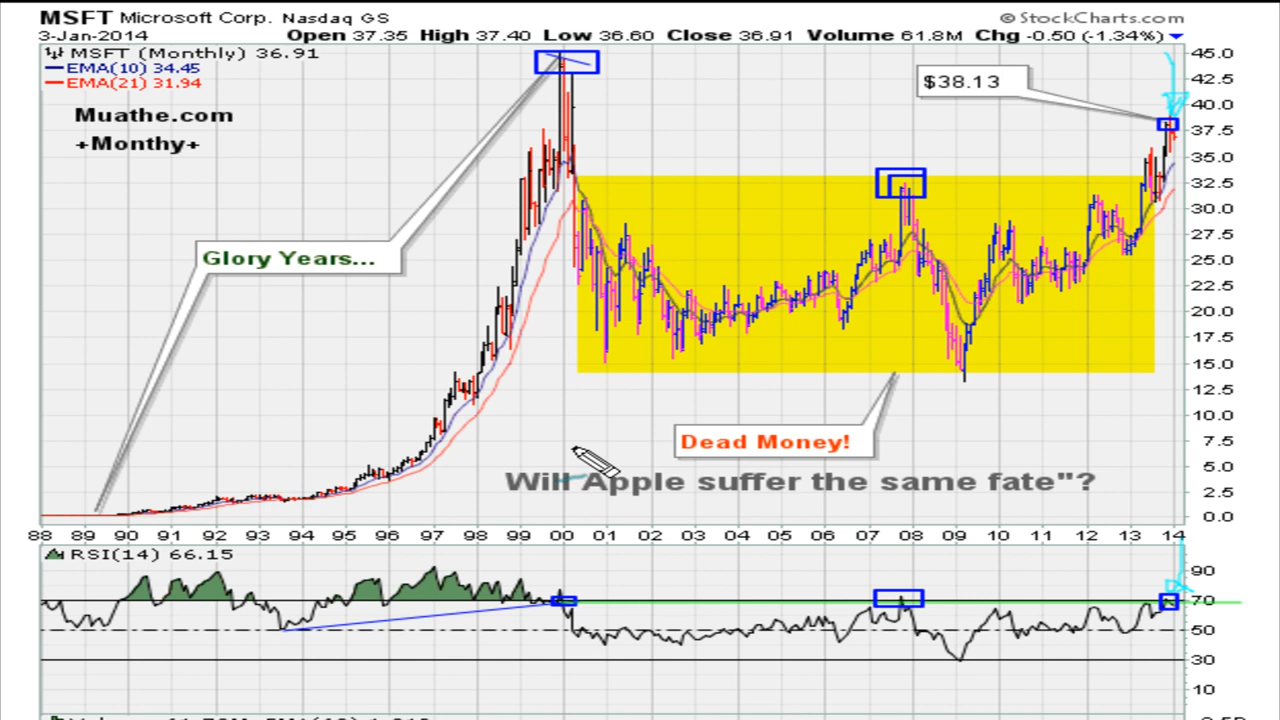 MSFT Microsoft Corp. Nasdaq GS © StockCharts.com
3-Jan-2014 Open 37.35 High 37.40 Low 36.60 Close 36.91 Volume 61.8M Chg -0.50 (-1.34%)
MSFT (Monthly) 36.91
EMA(10) 34.45
EMA(21) 31.94
Muathe.com
+Monthy+
$38.13
Glory Years...
Dead Money!
Will Apple suffer the same fate"?
45.0
42.5
40.0
37.5
35.0
32.5
30.0
27.5
25.0
22.5
20.0
17.5
15.0
12.5
10.0
7.5
5.0
2.5
0.0
88 89 90 91 92 93 94 95 96 97 98 99 00 01 02 03 04 05 06 07 08 09 10 11 12 13 14
RSI(14) 66.15
90
70
50
30
10